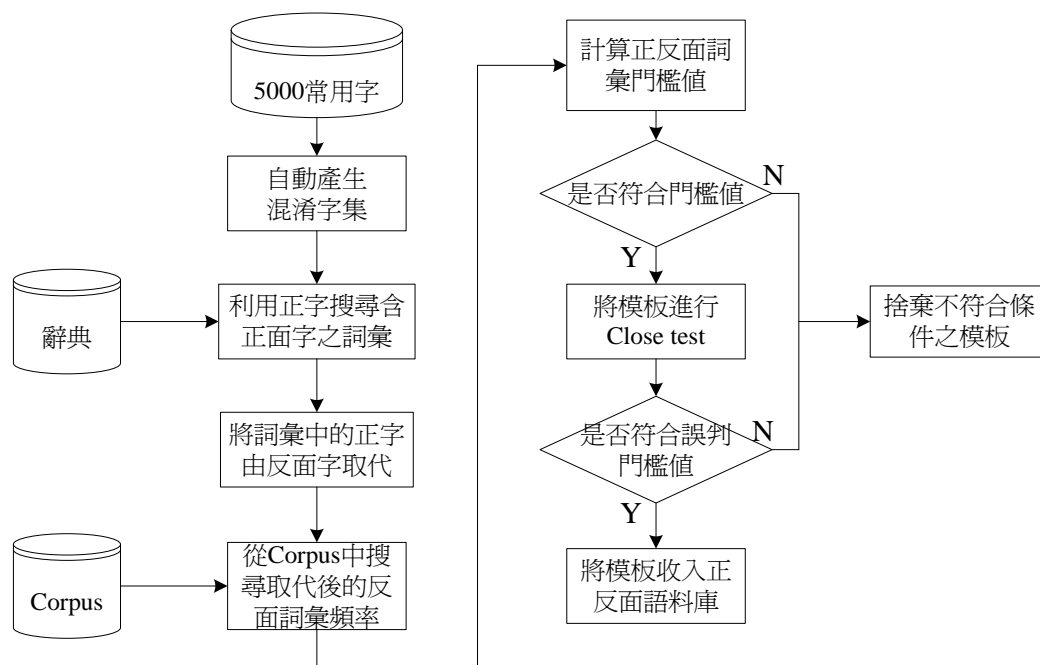 5000常用字
自動產生
混淆字集
辭典
利用正字搜尋含
正面字之詞彙
將詞彙中的正字
由反面字取代
Corpus
從Corpus中搜
尋取代後的反
面詞彙頻率
計算正反面詞
彙門檻值
是否符合門檻值
N
Y
將模板進行
Close test
捨棄不符合條
件之模板
是否符合誤判
門檻值
N
Y
將模板收入正
反面語料庫